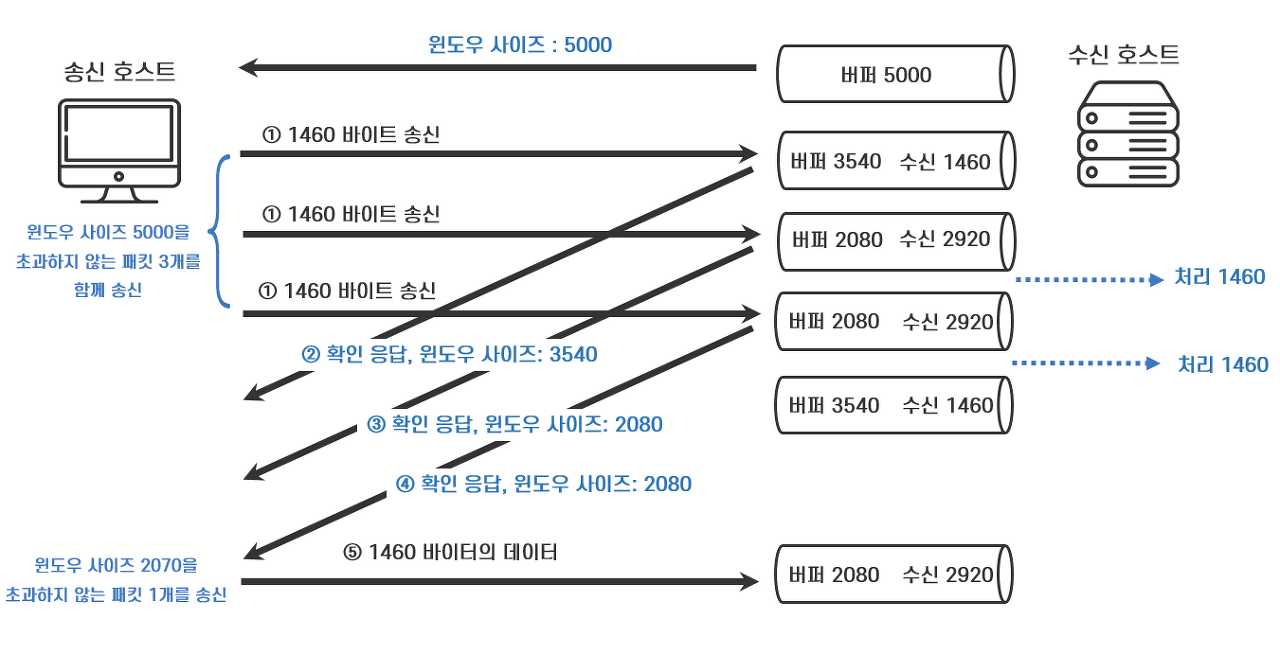 윈도우 사이즈 : 5000
송신 호스트
수신 호스트
버퍼 5000
① 1460 바이트 송신
버퍼 3540 수신 1460
① 1460 바이트 송신
버퍼 2080 수신 2920
윈도우 사이즈 5000을
초과하지 않는 패킷 3개를
함께 송신
처리 1460
① 1460 바이트 송신
버퍼 2080 수신 2920
② 확인 응답, 윈도우 사이즈: 3540
처리 1460
버퍼 3540 수신 1460
③ 확인 응답, 윈도우 사이즈: 2080
④ 확인 응답, 윈도우 사이즈: 2080
⑤ 1460 바이터의 데이터
윈도우 사이즈 2070을
초과하지 않는 패킷 1개를 송신
버퍼 2080 수신 2920